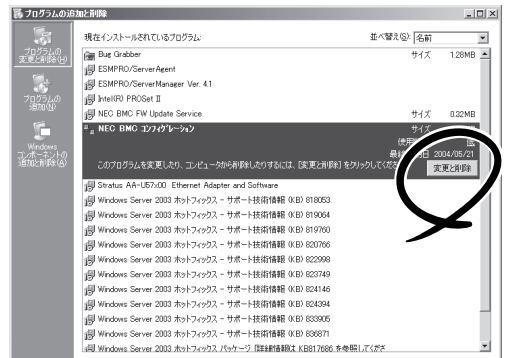 プログラムの追加と削除
プログラムの
変更と削除(H)
プログラムの
追加(N)
Windows
コンポーネントの
追加と削除(A)
現在インストールされているプログラム:
並べ替え(S): 名前
Bug Grabber サイズ 1.28MB
ESMPRO/ServerAgent
ESMPRO/ServerManager Ver. 4.1
Intel(R) PROSet II
NEC BMC FW Update Service サイズ 0.32MB
NEC BMC コンフィグレーション サイズ
使用
最終 日 2004/05/21
このプログラムを変更したり、コンピュータから削除したりするには、[変更と削除] をクリックしてくだ
変更と削除
Stratus AA-U57x00 Ethernet Adapter and Software
Windows Server 2003 ホットフィックス - サポート技術情報 (KB) 818053
Windows Server 2003 ホットフィックス - サポート技術情報 (KB) 819064
Windows Server 2003 ホットフィックス - サポート技術情報 (KB) 819760
Windows Server 2003 ホットフィックス - サポート技術情報 (KB) 820766
Windows Server 2003 ホットフィックス - サポート技術情報 (KB) 822998
Windows Server 2003 ホットフィックス - サポート技術情報 (KB) 823749
Windows Server 2003 ホットフィックス - サポート技術情報 (KB) 824146
Windows Server 2003 ホットフィックス - サポート技術情報 (KB) 824394
Windows Server 2003 ホットフィックス - サポート技術情報 (KB) 833905
Windows Server 2003 ホットフィックス - サポート技術情報 (KB) 836871
Windows Server 2003 ホットフィックス パッケージ [詳細情報は KB817686 を参照してくださ